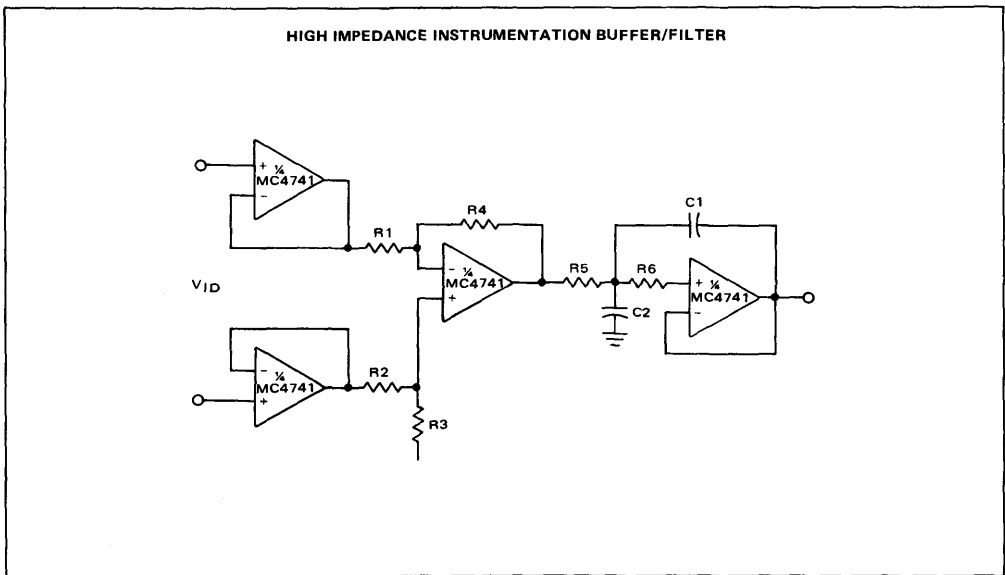 HIGH IMPEDANCE INSTRUMENTATION BUFFER/FILTER
+ ¼
MC4741
−
R1
R4
− ¼
MC4741
+
R5
C1
R6
+ ¼
MC4741
−
C2
VID
− ¼
MC4741
+
R2
R3